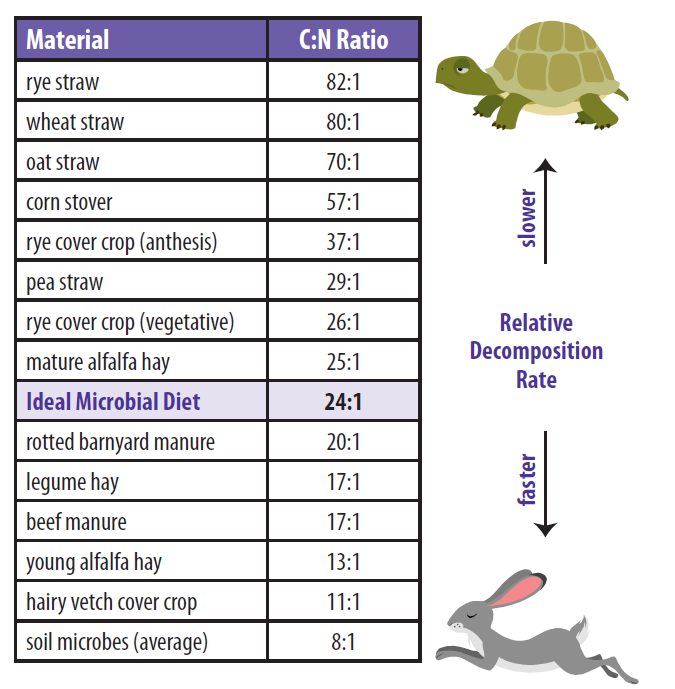 Material C:N Ratio
rye straw 82:1
wheat straw 80:1
oat straw 70:1
corn stover 57:1
rye cover crop (anthesis) 37:1
pea straw 29:1
rye cover crop (vegetative) 26:1
mature alfalfa hay 25:1
Ideal Microbial Diet 24:1
rotted barnyard manure 20:1
legume hay 17:1
beef manure 17:1
young alfalfa hay 13:1
hairy vetch cover crop 11:1
soil microbes (average) 8:1
slower
Relative
Decomposition
Rate
faster